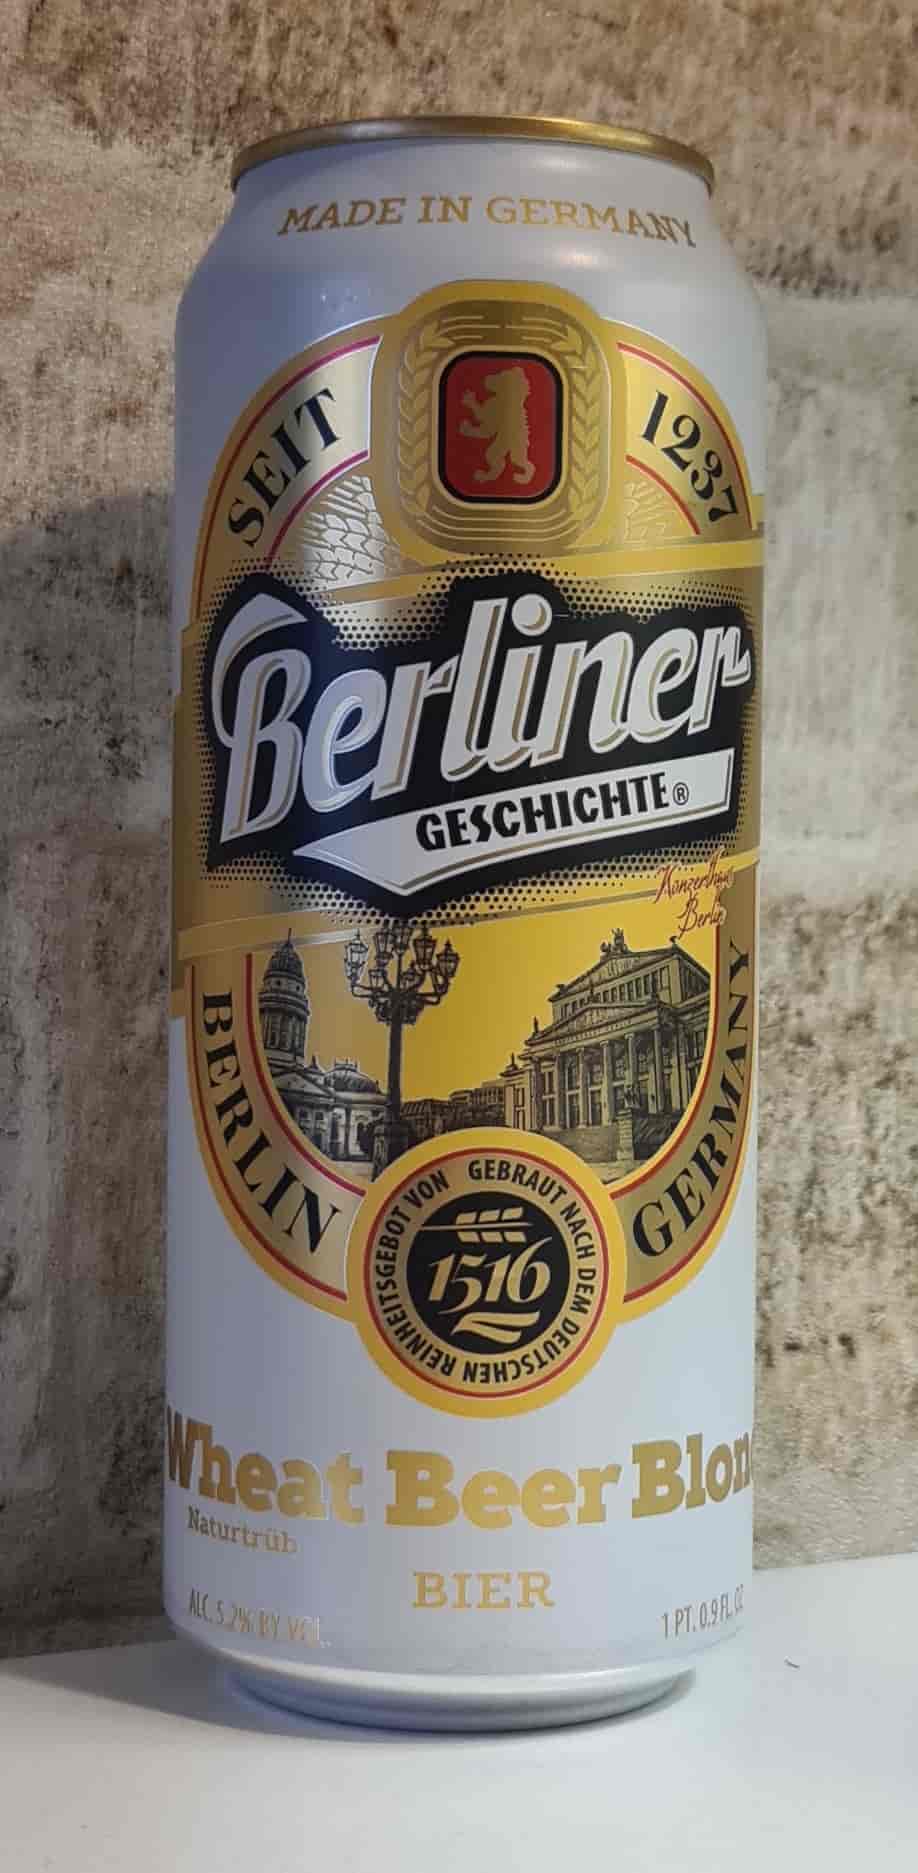 MADE IN GERMANY
SEIT 1237
Berliner
GESCHICHTE®
Konzerthaus
Berlin
BERLIN GERMANY
GEBRAUT NACH DEM DEUTSCHEN REINHEITSGEBOT VON
1516
Wheat Beer Blon
Naturtrüb
BIER
ALC. 5.2% BY VOL.
1 PT. 0.9 FL. OZ